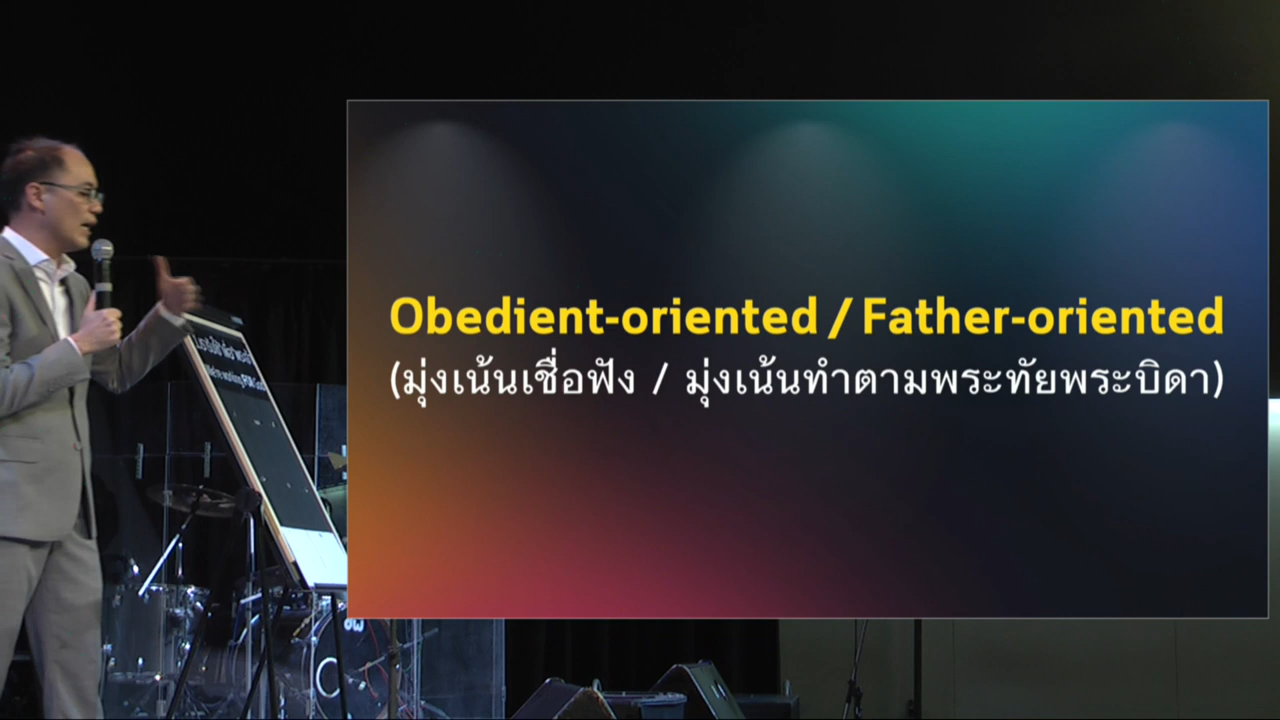 Obedient-oriented / Father-oriented
(มุ่งเน้นเชื่อฟัง / มุ่งเน้นทำตามพระทัยพระบิดา)